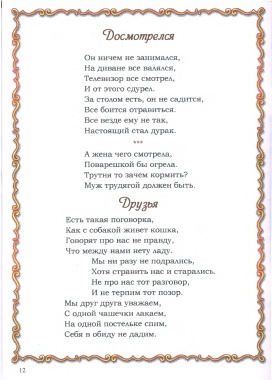 Досмотрелся
Он ничем не занимался,
На диване все валялся,
Телевизор все смотрел,
И от этого сдурел.
За столом есть, он не садится,
Все боится отравиться.
Все везде ему не так,
Настоящий стал дурак.
***
А жена чего смотрела,
Поварешкой бы огрела.
Трутни то зачем кормить?
Муж трудягой должен быть.
Друзья
Есть такая поговорка,
Как с собакой живет кошка,
Говорят про нас не правду,
Что между нами нету ладу.
Мы ни разу не подрались,
Хотя стравить нас и старались.
Не про нас тот разговор,
И не терпим тот позор.
Мы друг друга уважаем,
С одной чашечки лакаем,
На одной постельке спим,
Себя в обиду не дадим.
12